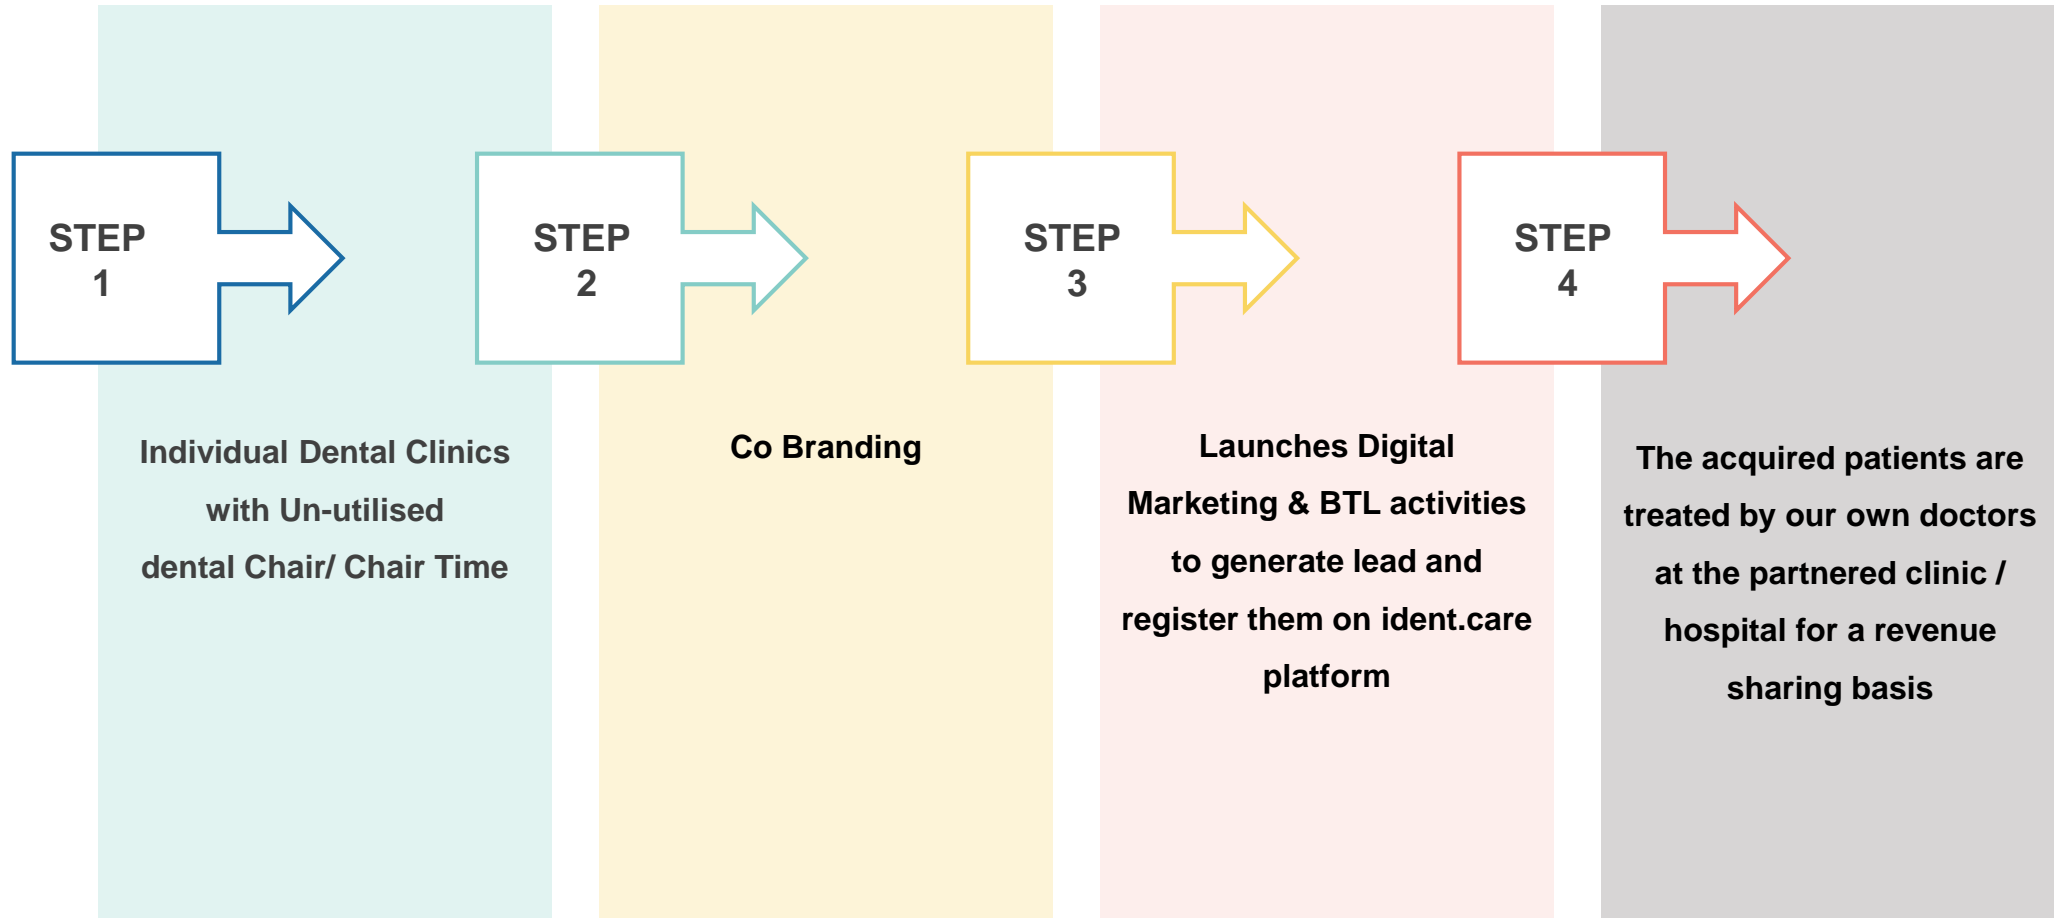 STEP
1
Individual Dental Clinics
with Un-utilised
dental Chair/ Chair Time
STEP
2
Co Branding
STEP
3
Launches Digital
Marketing & BTL activities
to generate lead and
register them on ident.care
platform
STEP
4
The acquired patients are
treated by our own doctors
at the partnered clinic /
hospital for a revenue
sharing basis